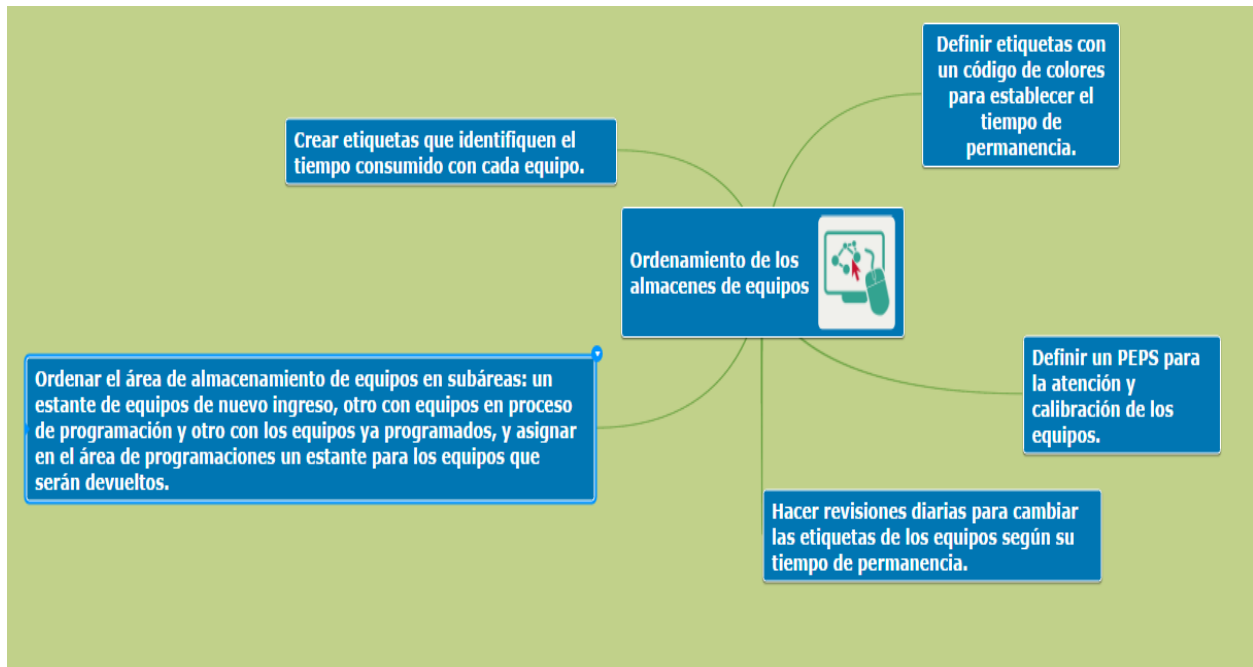 Definir etiquetas con
un código de colores
para establecer el
tiempo de
permanencia.
Crear etiquetas que identifiquen el
tiempo consumido con cada equipo.
Ordenamiento de los
almacenes de equipos
Definir un PEPS para
la atención y
calibración de los
equipos.
Ordenar el área de almacenamiento de equipos en subáreas: un
estante de equipos de nuevo ingreso, otro con equipos en proceso
de programación y otro con los equipos ya programados, y asignar
en el área de programaciones un estante para los equipos que
serán devueltos.
Hacer revisiones diarias para cambiar
las etiquetas de los equipos según su
tiempo de permanencia.